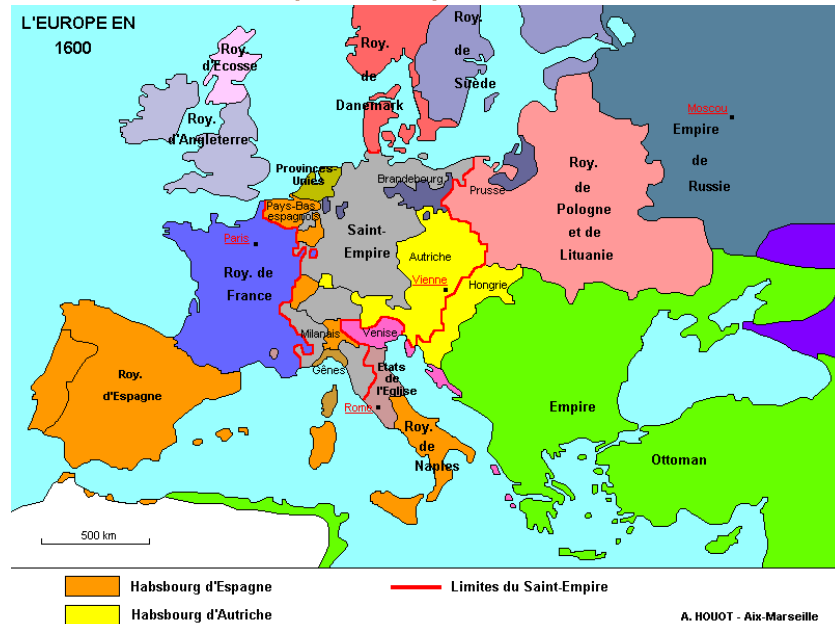 L'EUROPE EN
1600
Roy.
d'Ecosse
Roy.
d'Angleterre
Roy.
de
Danemark
Roy.
de
Suède
Moscou
Empire
de
Russie
Provinces-
Unies
Brandebourg
Prusse
Roy.
de
Pologne
et de
Lituanie
Pays-Bas
espagnols
Saint-
Empire
Paris
Roy. de
France
Autriche
Vienne
Hongrie
Milanais
Venise
Gênes
Etats
de
l'Eglise
Rome
Roy.
d'Espagne
Roy.
de
Naples
Empire
Ottoman
500 km
Habsbourg d'Espagne
Limites du Saint-Empire
Habsbourg d'Autriche
A. HOUOT - Aix-Marseille